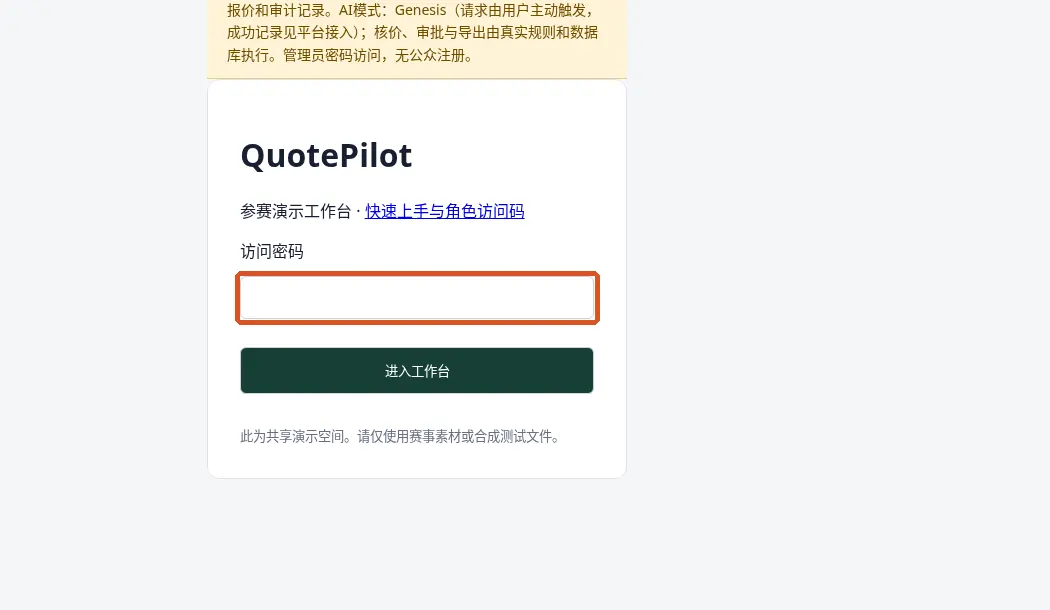 报价和审计记录。AI模式：Genesis（请求由用户主动触发，
成功记录见平台接入）；核价、审批与导出由真实规则和数据
库执行。管理员密码访问，无公众注册。
QuotePilot
参赛演示工作台 · 快速上手与角色访问码
访问密码
进入工作台
此为共享演示空间。请仅使用赛事素材或合成测试文件。